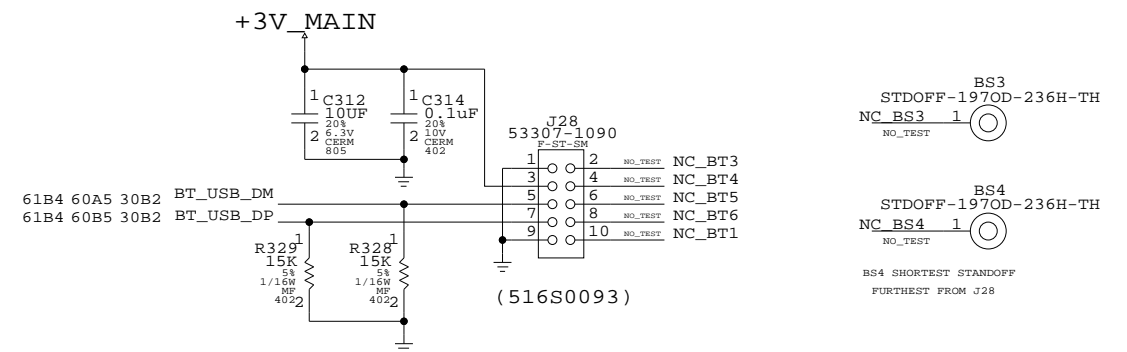 +3V_MAIN
1 C312
10UF
20%
6.3V
CERM
805
2
1 C314
0.1uF
20%
10V
CERM
402
2
J28
53307-1090
F-ST-SM
1 2 NO_TEST NC_BT3
3 4 NO_TEST NC_BT4
61B4 60A5 30B2 BT_USB_DM 5 6 NO_TEST NC_BT5
61B4 60B5 30B2 BT_USB_DP 7 8 NO_TEST NC_BT6
9 10 NO_TEST NC_BT1
(516S0093)
1
R329
15K
5%
1/16W
MF
402
2
1
R328
15K
5%
1/16W
MF
402
2
BS3
STDOFF-197OD-236H-TH
NC_BS3 1
NO_TEST
BS4
STDOFF-197OD-236H-TH
NC_BS4 1
NO_TEST
BS4 SHORTEST STANDOFF
FURTHEST FROM J28